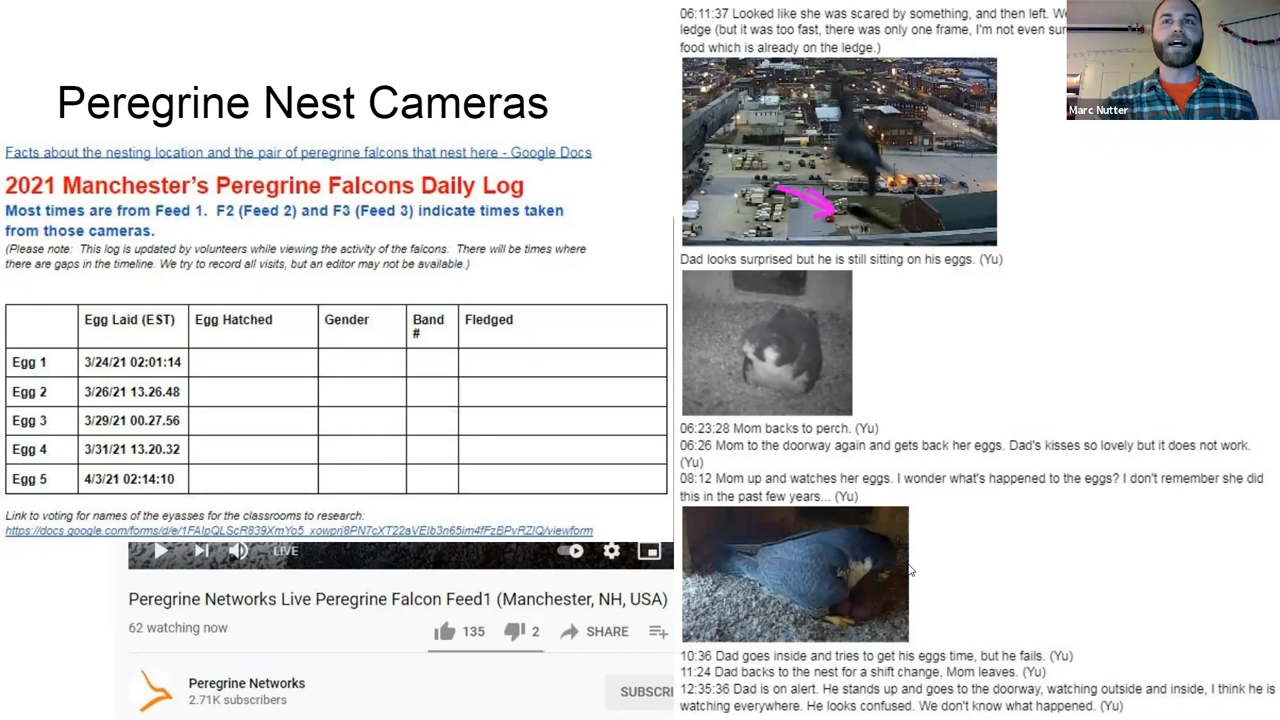 Peregrine Nest Cameras
Facts about the nesting location and the pair of peregrine falcons that nest here - Google Docs
2021 Manchester's Peregrine Falcons Daily Log
Most times are from Feed 1. F2 (Feed 2) and F3 (Feed 3) indicate times taken
from those cameras.
(Please note: This log is updated by volunteers while viewing the activity of the falcons. There will be times where
there are gaps in the timeline. We try to record all visits, but an editor may not be available.)
Egg Laid (EST) Egg Hatched Gender Band # Fledged
Egg 1 3/24/21 02:01:14
Egg 2 3/26/21 13.26.48
Egg 3 3/29/21 00.27.56
Egg 4 3/31/21 13.20.32
Egg 5 4/3/21 02:14:10
Link to voting for names of the eyasses for the classrooms to research:
LIVE
Peregrine Networks Live Peregrine Falcon Feed1 (Manchester, NH, USA)
62 watching now
135 2 SHARE
Peregrine Networks
2.71K subscribers
SUBSCRI
06:11:37 Looked like she was scared by something, and then left. We
ledge (but it was too fast, there was only one frame, I'm not even sur
food which is already on the ledge.)
Dad looks surprised but he is still sitting on his eggs. (Yu)
06:23:28 Mom backs to perch. (Yu)
06:26 Mom to the doorway again and gets back her eggs. Dad's kisses so lovely but it does not work.
(Yu)
08:12 Mom up and watches her eggs. I wonder what's happened to the eggs? I don't remember she did
this in the past few years... (Yu)
10:36 Dad goes inside and tries to get his eggs time, but he fails. (Yu)
11:24 Dad backs to the nest for a shift change, Mom leaves. (Yu)
12:35:36 Dad is on alert. He stands up and goes to the doorway, watching outside and inside, I think he is
watching everywhere. He looks confused. We don't know what happened. (Yu)
Marc Nutter